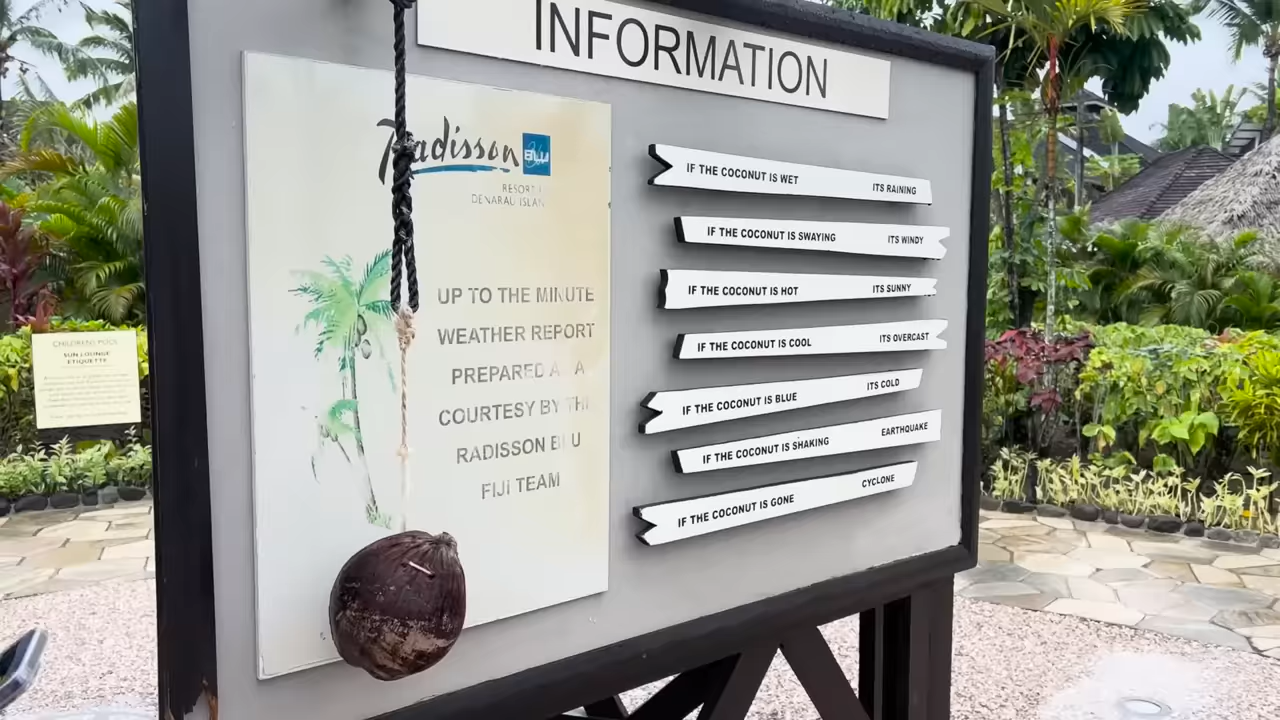 INFORMATION
Radisson BLU
RESORT
DENARAU ISLAN
UP TO THE MINUTE
WEATHER REPORT
PREPARED A A
COURTESY BY TH
RADISSON BLU
FIJI TEAM
IF THE COCONUT IS WET ITS RAINING
IF THE COCONUT IS SWAYING ITS WINDY
IF THE COCONUT IS HOT ITS SUNNY
IF THE COCONUT IS COOL ITS OVERCAST
IF THE COCONUT IS BLUE ITS COLD
IF THE COCONUT IS SHAKING EARTHQUAKE
IF THE COCONUT IS GONE CYCLONE
CHILDRENS POOL
SUN LOUNGE
ETIQUETTE